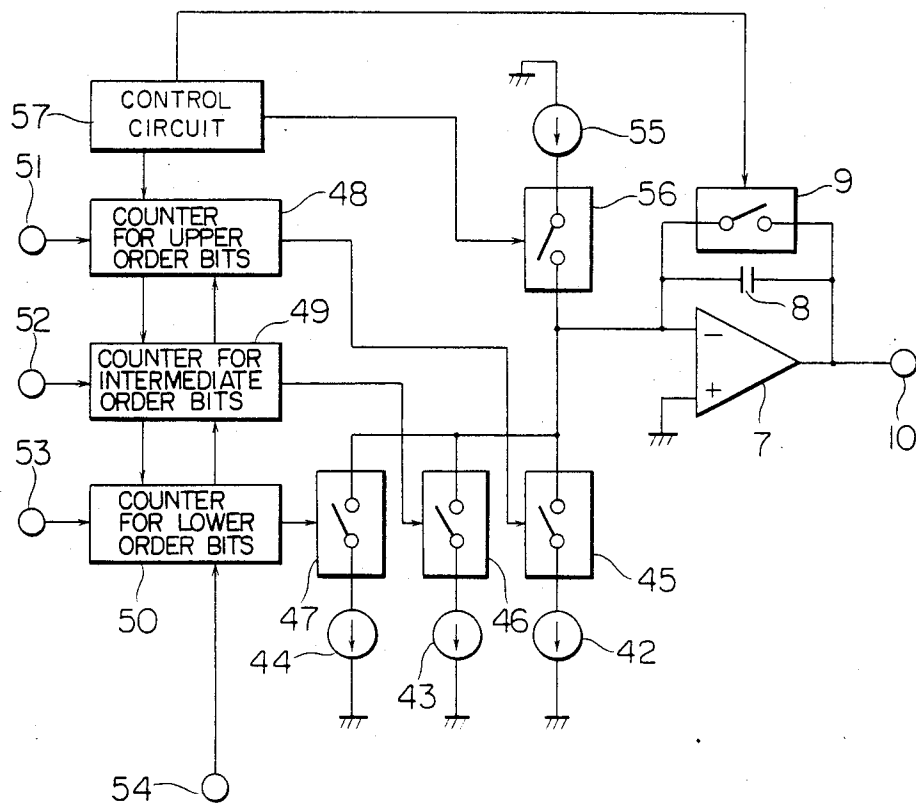 57
CONTROL
CIRCUIT
55
51
48
56
9
COUNTER
FOR UPPER
ORDER BITS
8
52
49
COUNTER FOR
INTERMEDIATE
ORDER BITS
−
+
7
10
53
COUNTER
FOR LOWER
ORDER BITS
50
47
46
45
44
43
42
54